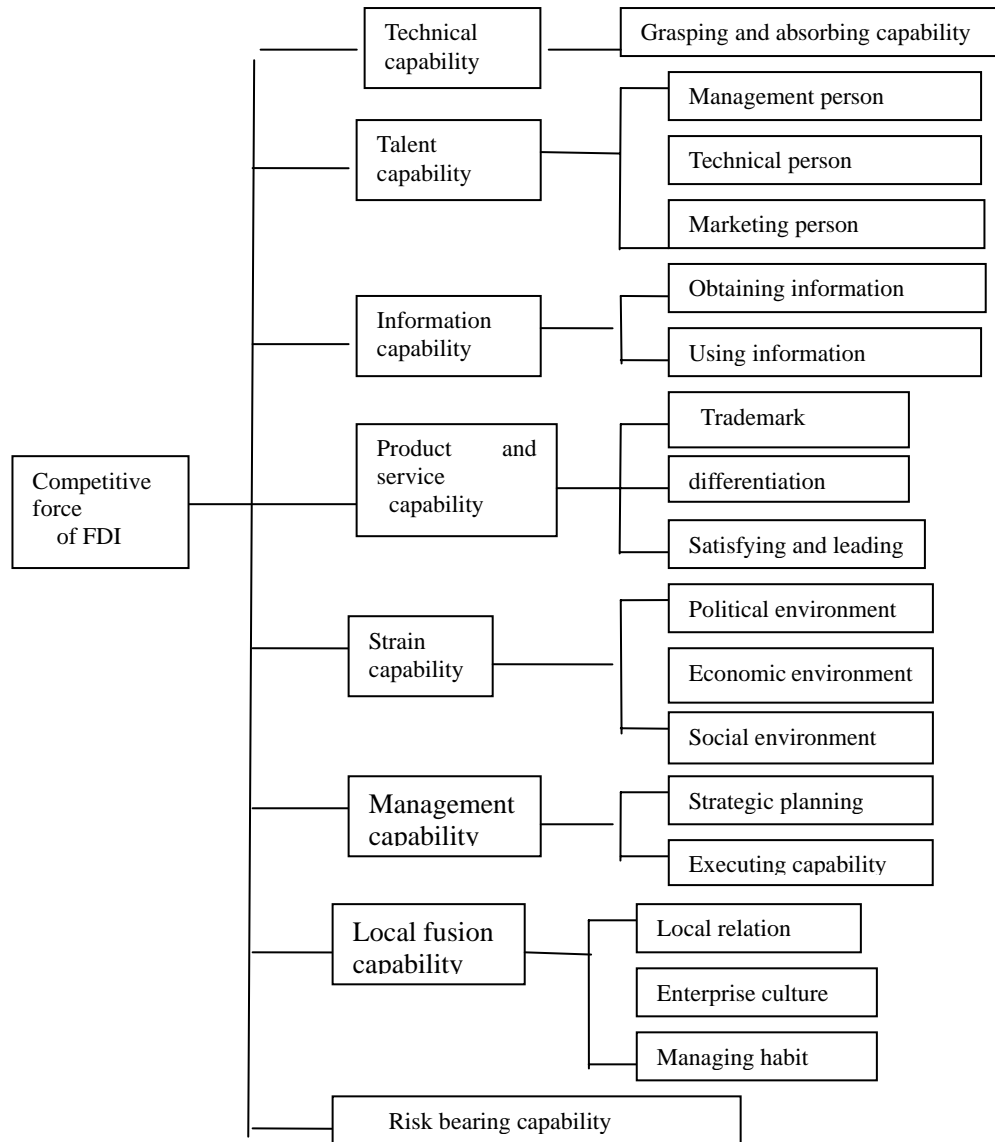 Technical
capability
Grasping and absorbing capability
Management person
Talent
capability
Technical person
Marketing person
Obtaining information
Information
capability
Using information
Trademark
Product and
service
capability
differentiation
Competitive
force
of FDI
Satisfying and leading
Political environment
Strain
capability
Economic environment
Social environment
Management
capability
Strategic planning
Executing capability
Local fusion
capability
Local relation
Enterprise culture
Managing habit
Risk bearing capability